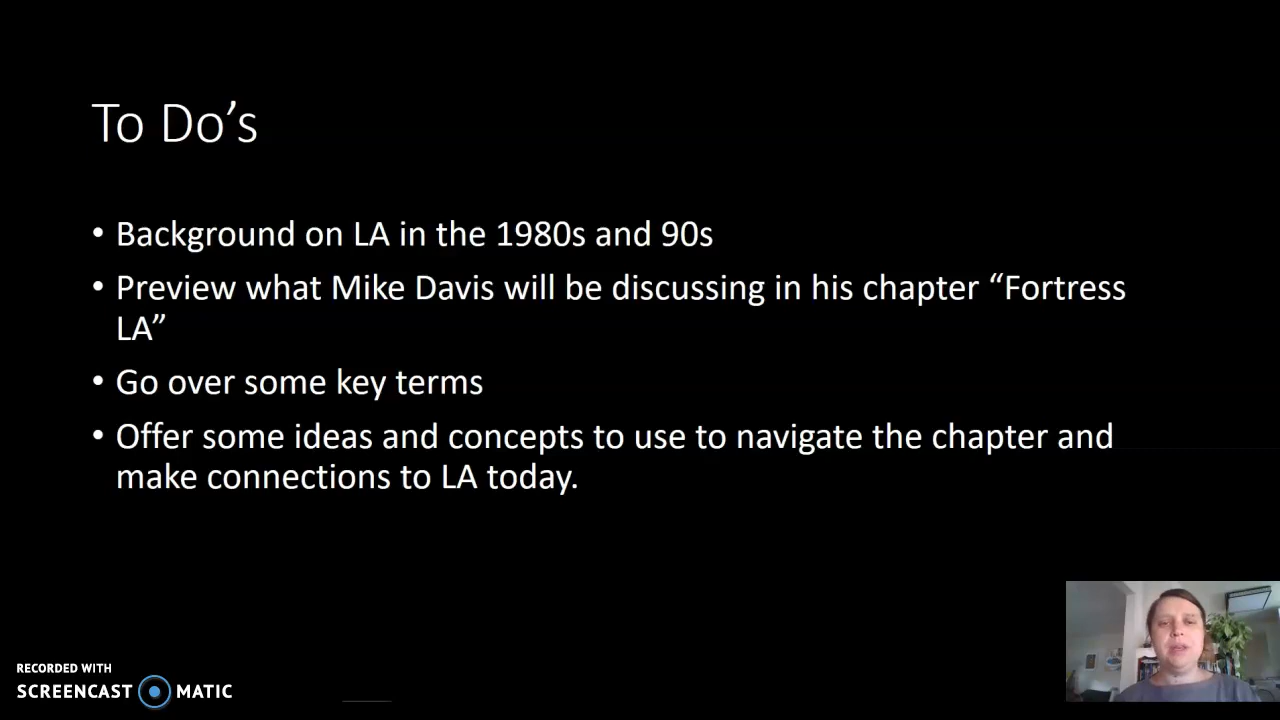 To Do’s
• Background on LA in the 1980s and 90s
• Preview what Mike Davis will be discussing in his chapter “Fortress
LA”
• Go over some key terms
• Offer some ideas and concepts to use to navigate the chapter and
make connections to LA today.
RECORDED WITH
SCREENCAST MATIC